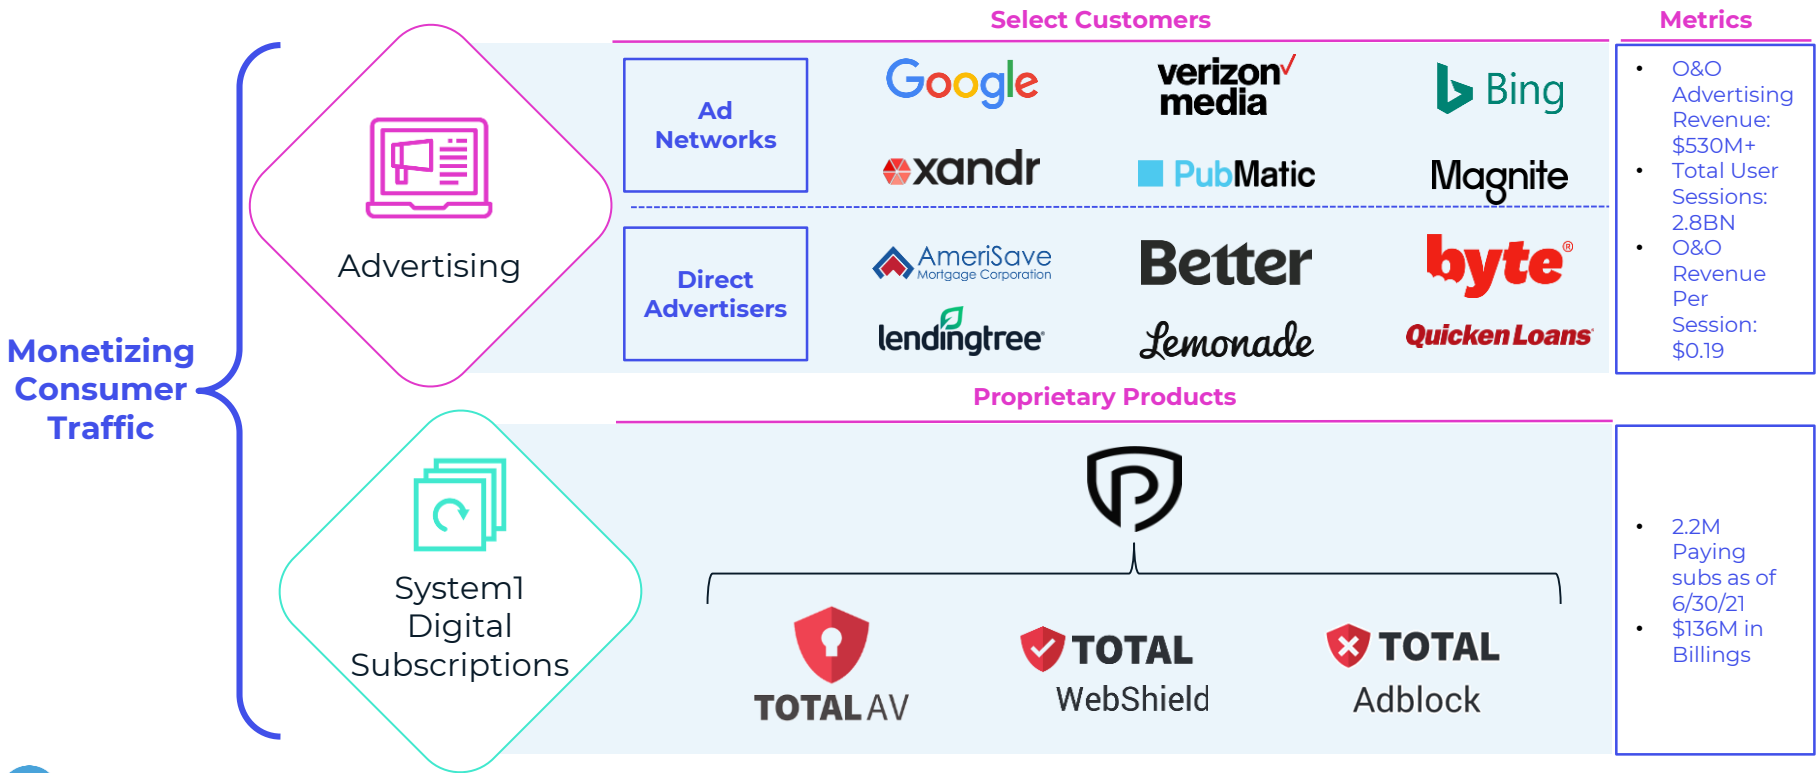 Select Customers
Metrics
Monetizing
Consumer
Traffic
Advertising
Ad
Networks
Google
verizon✓
media
Bing
xandr
PubMatic
Magnite
Direct
Advertisers
AmeriSave
Mortgage Corporation
Better
byte®
lendingtree®
Lemonade
Quicken Loans
• O&O
Advertising
Revenue:
$530M+
• Total User
Sessions:
2.8BN
• O&O
Revenue
Per
Session:
$0.19
Proprietary Products
System1
Digital
Subscriptions
P
TOTAL AV
TOTAL
WebShield
TOTAL
Adblock
• 2.2M
Paying
subs as of
6/30/21
• $136M in
Billings